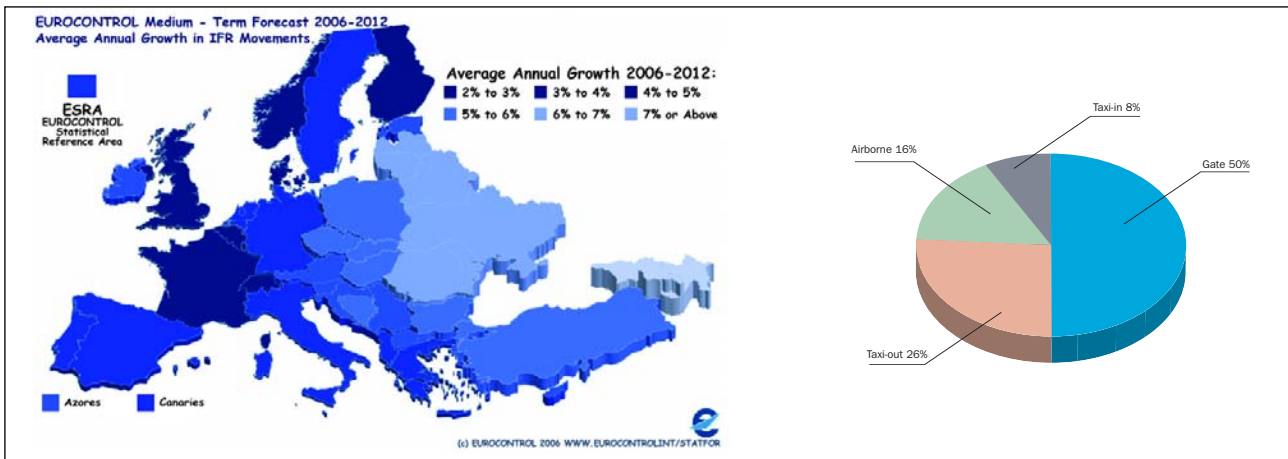 EUROCONTROL Medium - Term Forecast 2006-2012
Average Annual Growth in IFR Movements.
ESRA
EUROCONTROL
Statistical
Reference Area
Average Annual Growth 2006-2012:
2% to 3% 3% to 4% 4% to 5%
5% to 6% 6% to 7% 7% or Above
Azores Canaries
(c) EUROCONTROL 2006 WWW.EUROCONTROLINT/STATFOR
Taxi-in 8%
Airborne 16%
Gate 50%
Taxi-out 26%